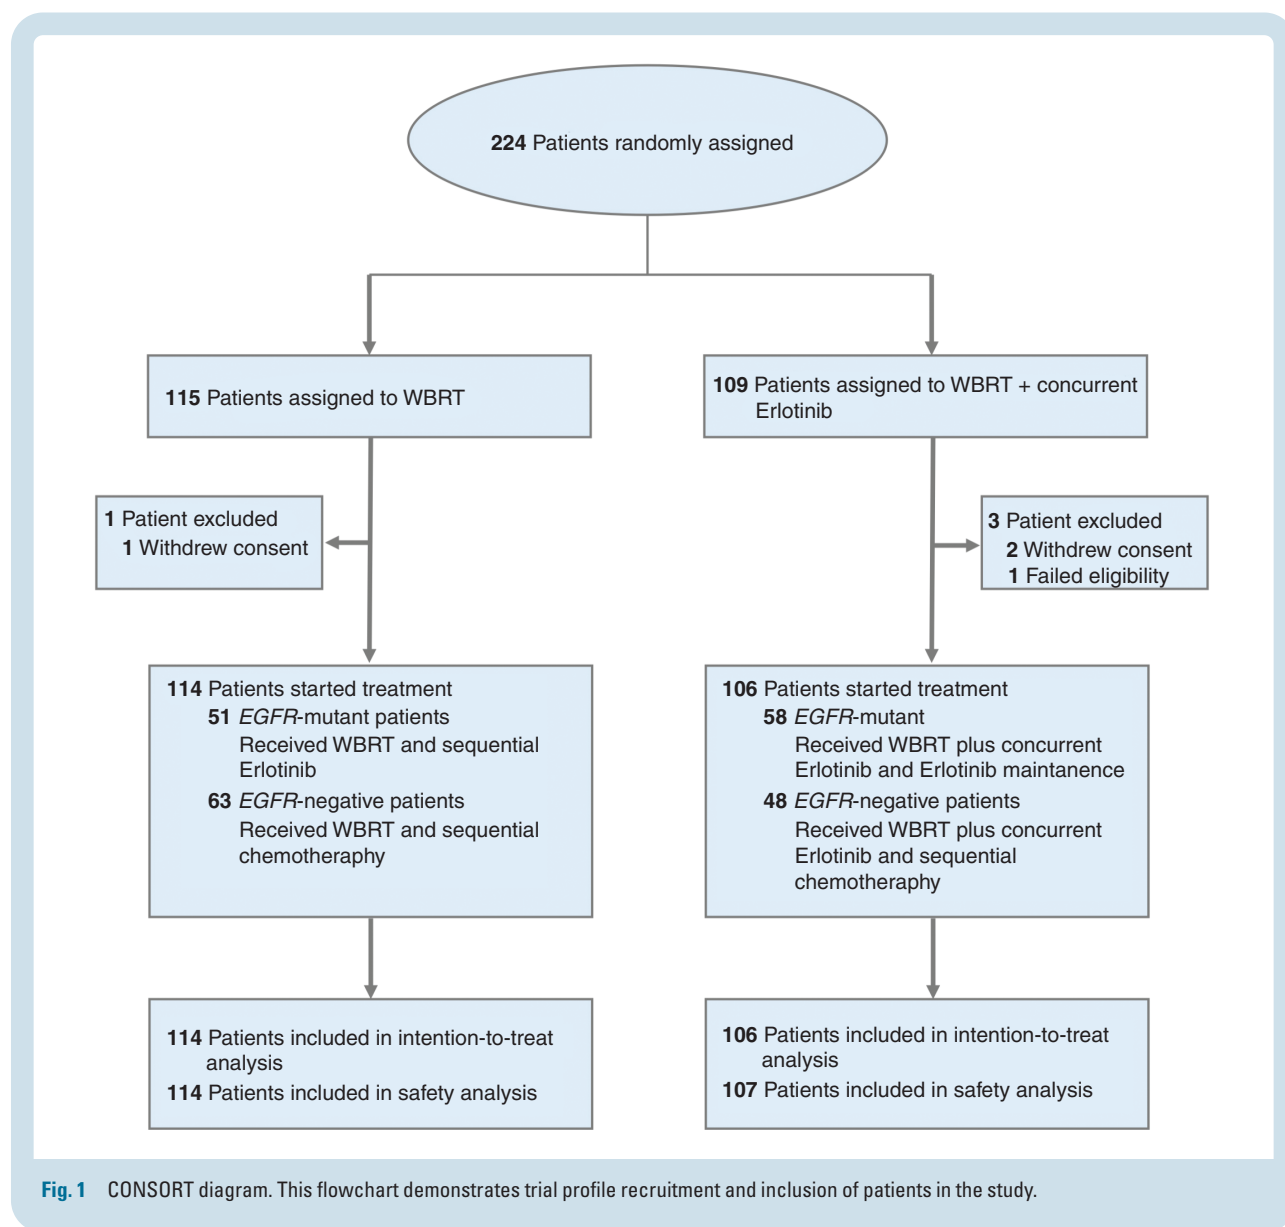 224 Patients randomly assigned
115 Patients assigned to WBRT
109 Patients assigned to WBRT + concurrent
Erlotinib
1 Patient excluded
1 Withdrew consent
3 Patient excluded
2 Withdrew consent
1 Failed eligibility
114 Patients started treatment
51 EGFR-mutant patients
Received WBRT and sequential
Erlotinib
63 EGFR-negative patients
Received WBRT and sequential
chemotheraphy
106 Patients started treatment
58 EGFR-mutant
Received WBRT plus concurrent
Erlotinib and Erlotinib maintanence
48 EGFR-negative patients
Received WBRT plus concurrent
Erlotinib and sequential
chemotheraphy
114 Patients included in intention-to-treat
analysis
114 Patients included in safety analysis
106 Patients included in intention-to-treat
analysis
107 Patients included in safety analysis
Fig. 1 CONSORT diagram. This flowchart demonstrates trial profile recruitment and inclusion of patients in the study.